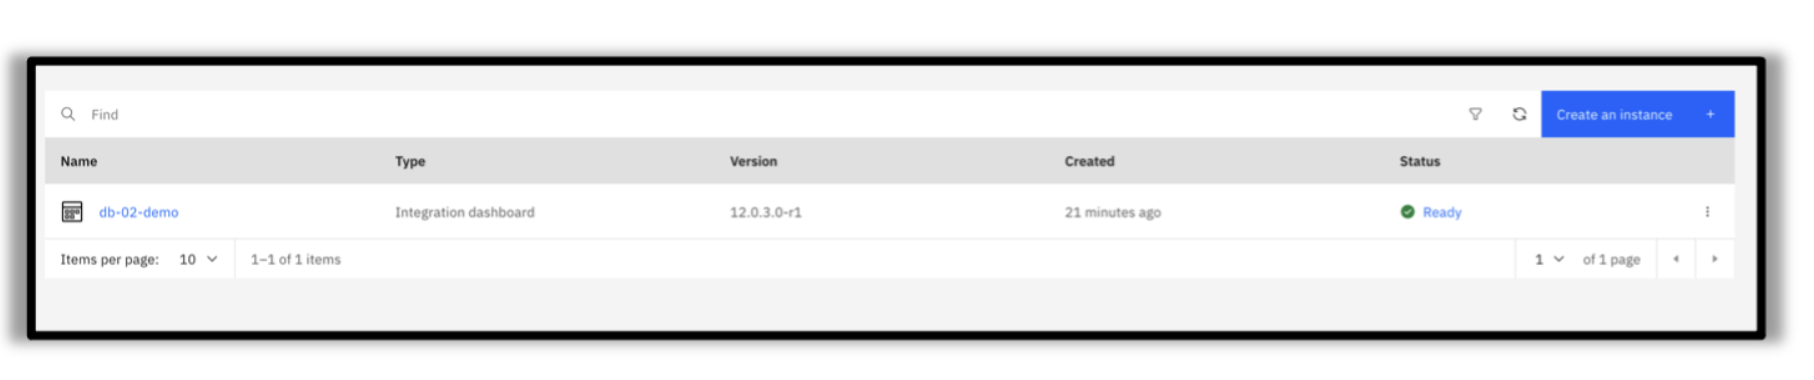 Find
Create an instance +
Name Type Version Created Status
db-02-demo Integration dashboard 12.0.3.0-r1 21 minutes ago Ready
Items per page: 10 1–1 of 1 items 1 of 1 page